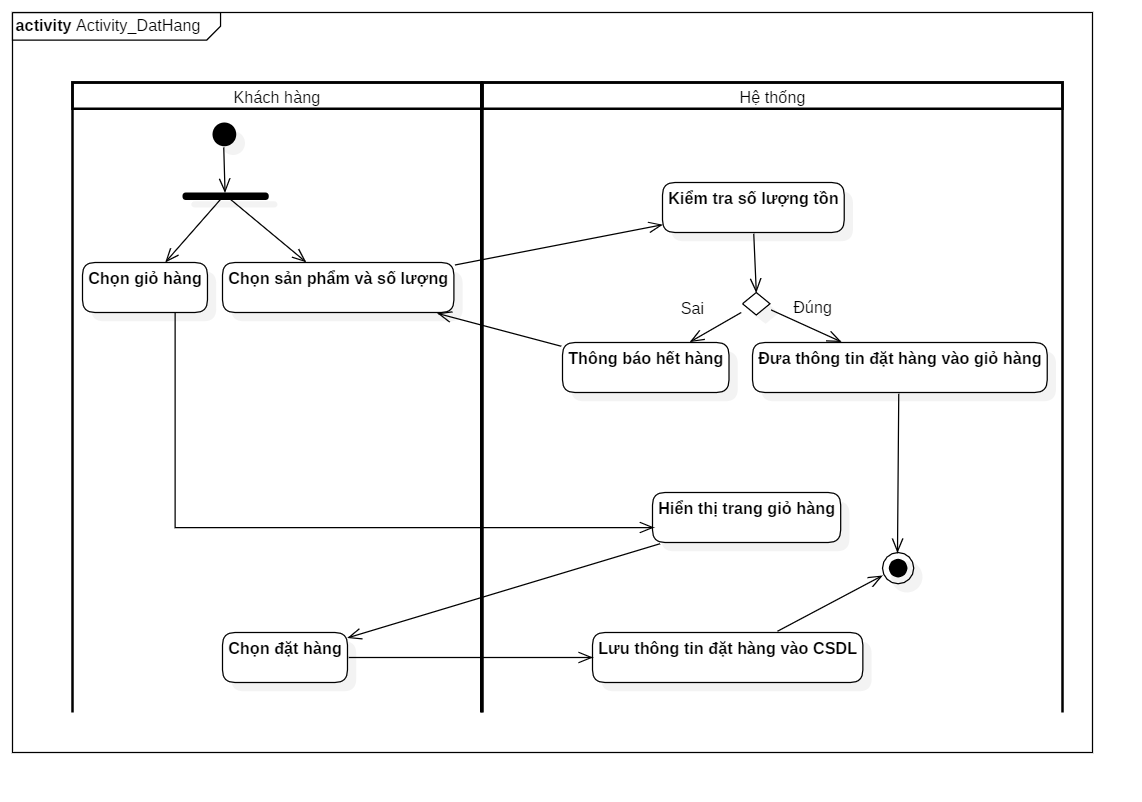 activity Activity_DatHang
Khách hàng
Hệ thống
Kiểm tra số lượng tồn
Chọn giỏ hàng
Chọn sản phẩm và số lượng
Sai
Đúng
Thông báo hết hàng
Đưa thông tin đặt hàng vào giỏ hàng
Hiển thị trang giỏ hàng
Chọn đặt hàng
Lưu thông tin đặt hàng vào CSDL